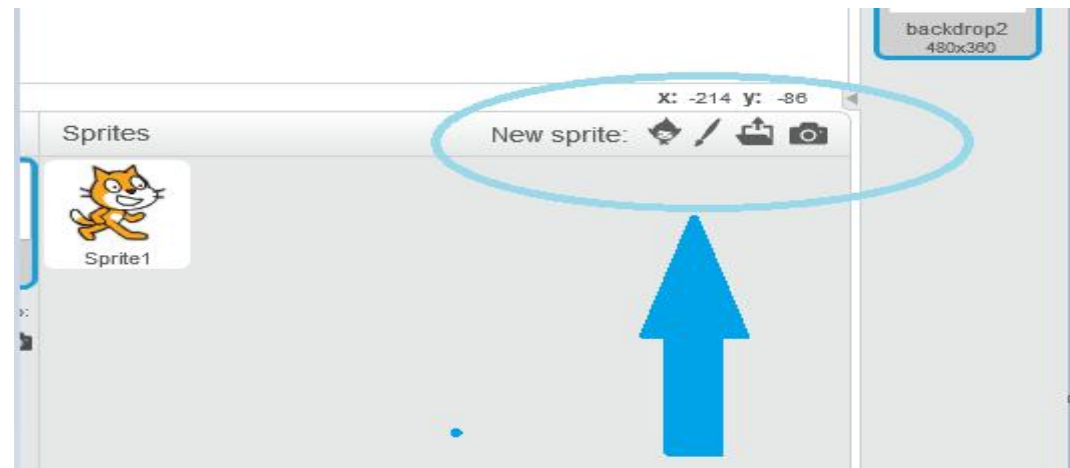 backdrop2
480x360
x: -214 y: -86
Sprites
New sprite:
Sprite1